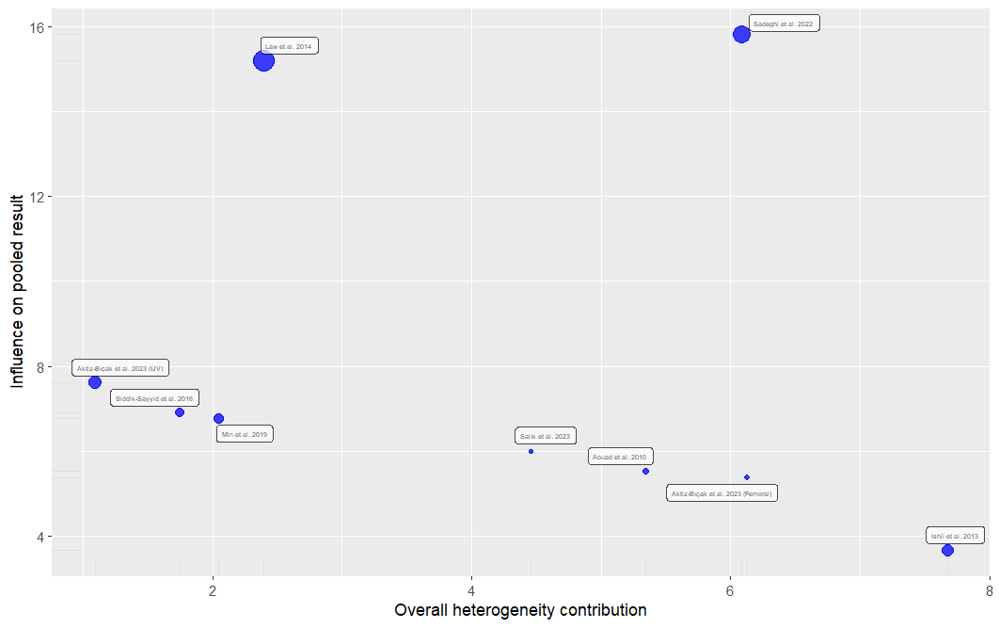 16
12
8
4
Influence on pooled result
Law et al. 2014
Sadeghi et al. 2022
Aktiz-Bıçak et al. 2023 (IJV)
Siddik-Sayyid et al. 2016
Min et al. 2019
Salık et al. 2023
Aouad et al. 2010
Aktiz-Bıçak et al. 2023 (Femoral)
Ishii et al. 2013
2
4
6
8
Overall heterogeneity contribution